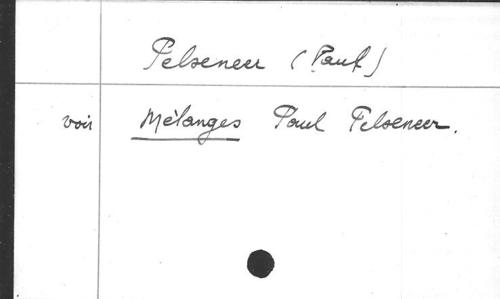 Pelseneer (Paul)
voir Mélanges Paul Pelseneer.